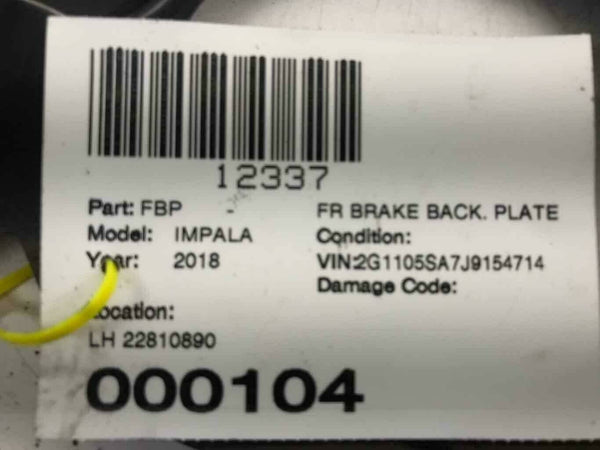 12337
Part: FBP - FR BRAKE BACK. PLATE
Model: IMPALA Condition:
Year: 2018 VIN:2G1105SA7J9154714
Damage Code:
Location:
LH 22810890
000104